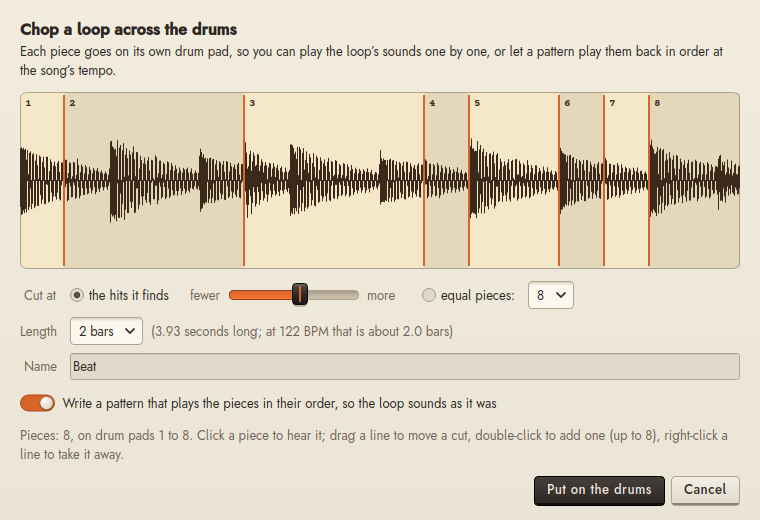 Chop a loop across the drums
Each piece goes on its own drum pad, so you can play the loop's sounds one by one, or let a pattern play them back in order at
the song's tempo.
1 2 3 4 5 6 7 8
Cut at the hits it finds fewer more equal pieces: 8
Length 2 bars (3.93 seconds long; at 122 BPM that is about 2.0 bars)
Name Beat
Write a pattern that plays the pieces in their order, so the loop sounds as it was
Pieces: 8, on drum pads 1 to 8. Click a piece to hear it; drag a line to move a cut, double-click to add one (up to 8), right-click a
line to take it away.
Put on the drums Cancel